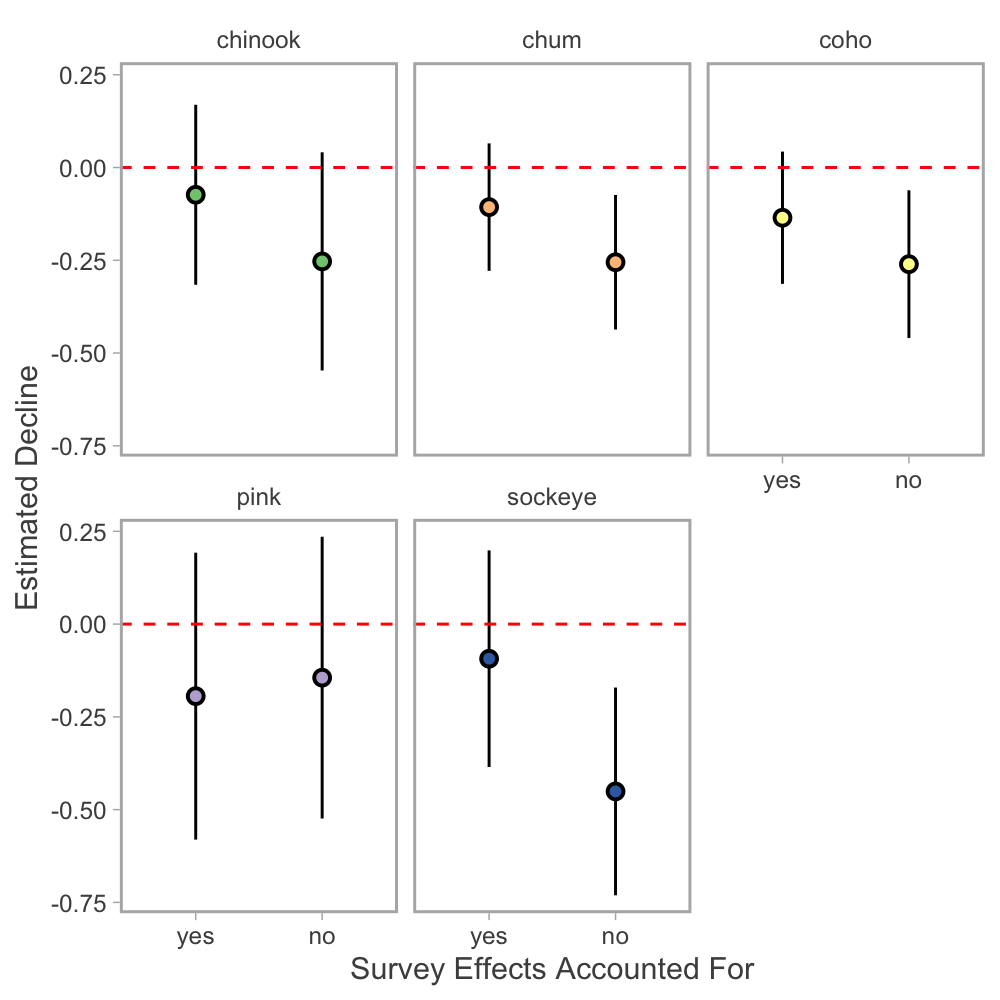 chinook
chum
coho
0.25
0.00
-0.25
-0.50
-0.75
yes
no
pink
sockeye
0.25
0.00
-0.25
-0.50
-0.75
yes
no
yes
no
Estimated Decline
Survey Effects Accounted For